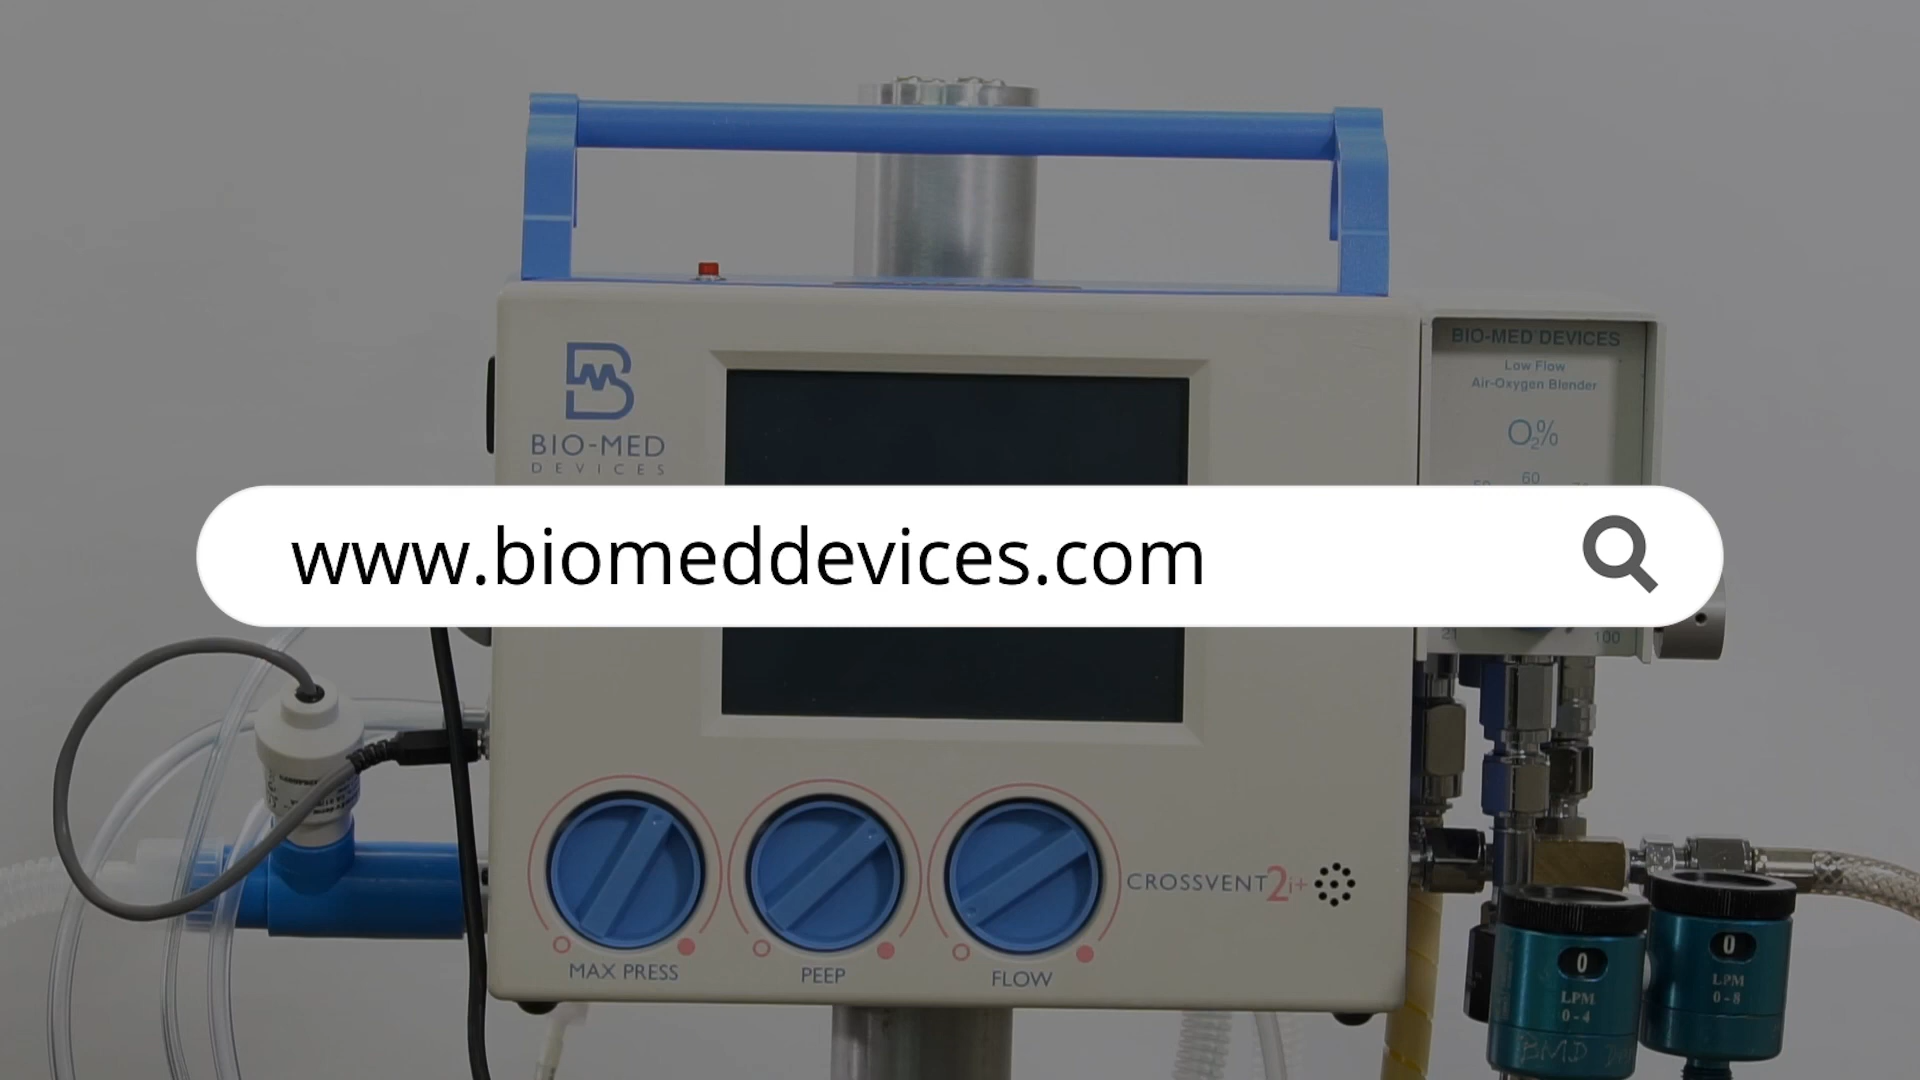 BIO-MED
DEVICES
BIO-MED DEVICES
Low Flow
Air-Oxygen Blender
O2%
60
www.biomeddevices.com
100
MAX PRESS
PEEP
FLOW
CROSSVENT2i+
0
LPM
0-4
BMD
0
LPM
0-8